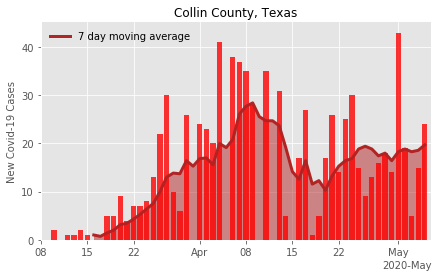 Collin County, Texas
7 day moving average
New Covid-19 Cases
40
30
20
10
0
08 15 22 Apr 08 15 22 May
2020-May